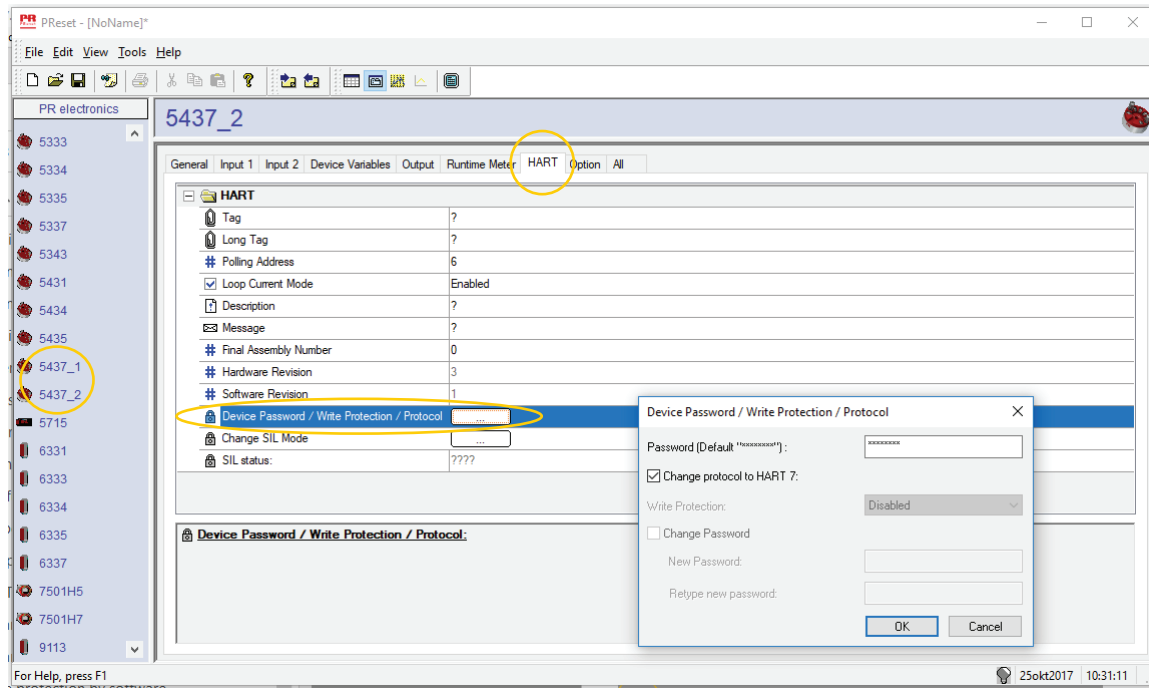 PR PReset - [NoName]*
File Edit View Tools Help
PR electronics
5333
5334
5335
5337
5343
5431
5434
5435
5437_1
5437_2
5715
6331
6333
6334
6335
6337
7501H5
7501H7
9113
5437_2
General Input 1 Input 2 Device Variables Output Runtime Meter HART Option All
HART
Tag ?
Long Tag ?
# Polling Address 6
Loop Current Mode Enabled
Description ?
Message ?
# Final Assembly Number 0
# Hardware Revision 3
# Software Revision 1
Device Password / Write Protection / Protocol ...
Change SIL Mode ...
SIL status: ????
Device Password / Write Protection / Protocol:
Device Password / Write Protection / Protocol
Password (Default "********") : ********
Change protocol to HART 7:
Write Protection: Disabled
Change Password
New Password:
Retype new password:
OK Cancel
For Help, press F1 25okt2017 10:31:11
protection by software